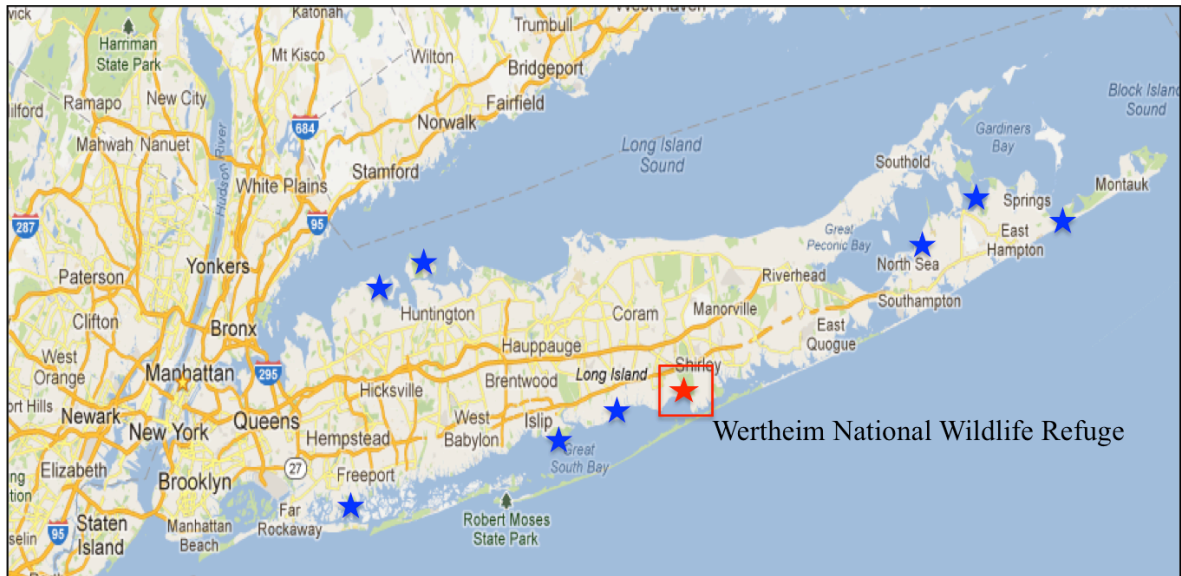 Katonah
West Haven
Harriman
State Park
Trumbull
Mt Kisco
Wilton
Bridgeport
Ramapo
New City
Fairfield
Block Island
Sound
684
Norwalk
Gardiners
Bay
Mahwah
Nanuet
Hudson River
Long Island
Sound
Stamford
Southold
White Plains
Montauk
Springs
287
95
East
Hampton
Great
Peconic Bay
Yonkers
North Sea
Paterson
Riverhead
Southampton
Huntington
Coram
Manorville
Clifton
Bronx
East
Quogue
Hauppauge
West
Orange
Manhattan
295
Shirley
Long Island
Brentwood
Hicksville
Newark
New York
Queens
West
Babylon
Islip
Wertheim National Wildlife Refuge
Hempstead
Great
South Bay
Elizabeth
27
Freeport
Brooklyn
Far
Rockaway
Robert Moses
State Park
95
Staten
Island
Manhattan
Beach